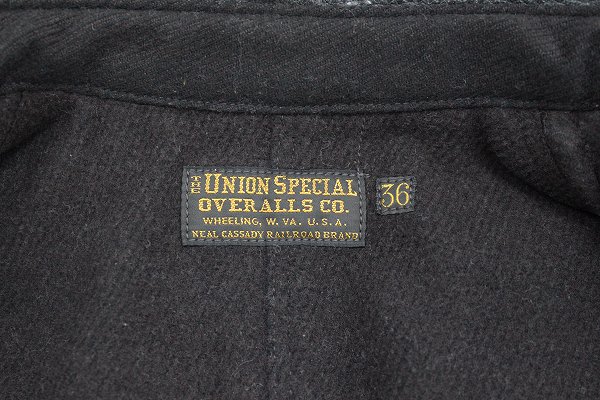 THE UNION SPECIAL
OVERALLS CO.
WHEELING, W. VA. U.S.A.
NEAL CASSADY RAILROAD BRAND
36